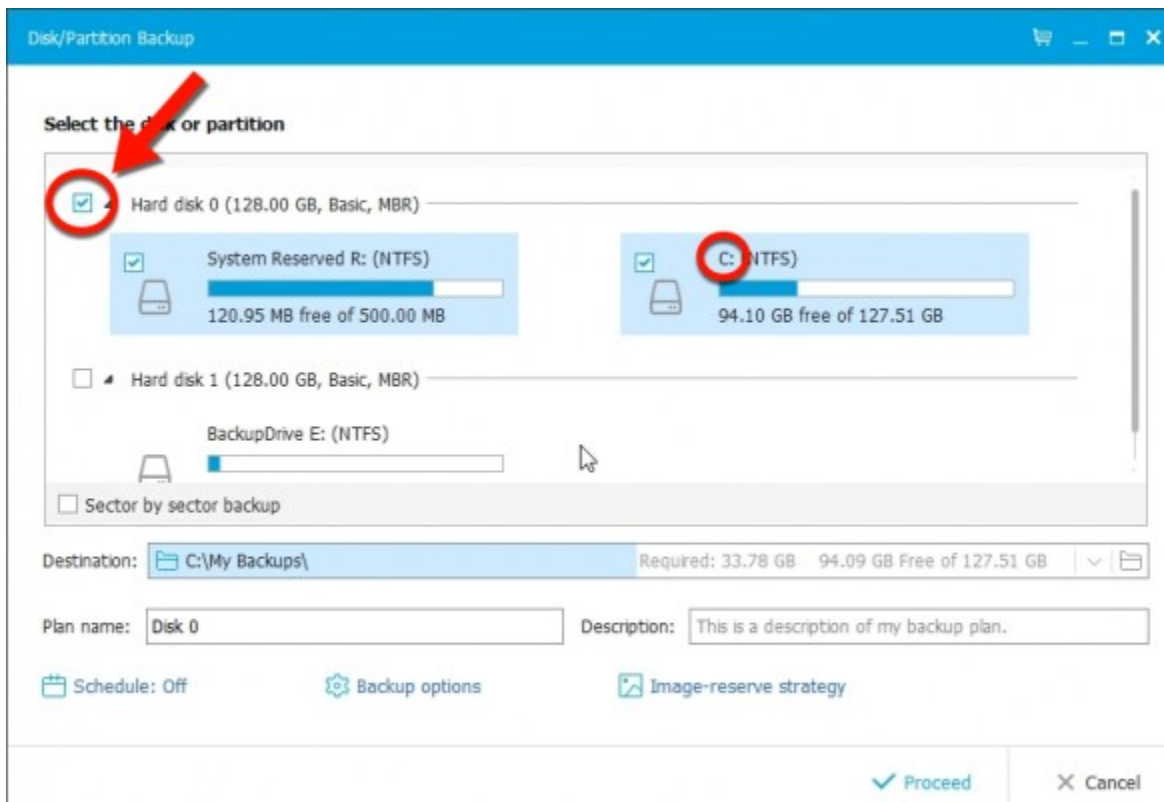 Disk/Partition Backup
Select the disk or partition
Hard disk 0 (128.00 GB, Basic, MBR)
System Reserved R: (NTFS)
120.95 MB free of 500.00 MB
C: (NTFS)
94.10 GB free of 127.51 GB
Hard disk 1 (128.00 GB, Basic, MBR)
BackupDrive E: (NTFS)
Sector by sector backup
Destination: C:\My Backups\ Required: 33.78 GB 94.09 GB Free of 127.51 GB
Plan name: Disk 0 Description: This is a description of my backup plan.
Schedule: Off Backup options Image-reserve strategy
Proceed Cancel